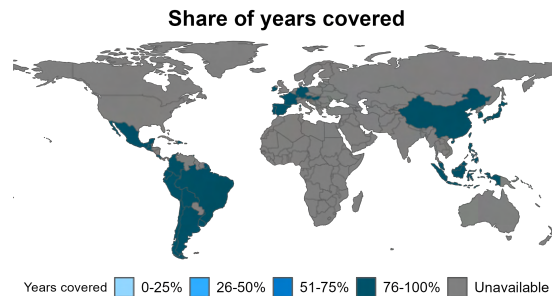 Share of years covered
Years covered 0-25% 26-50% 51-75% 76-100% Unavailable